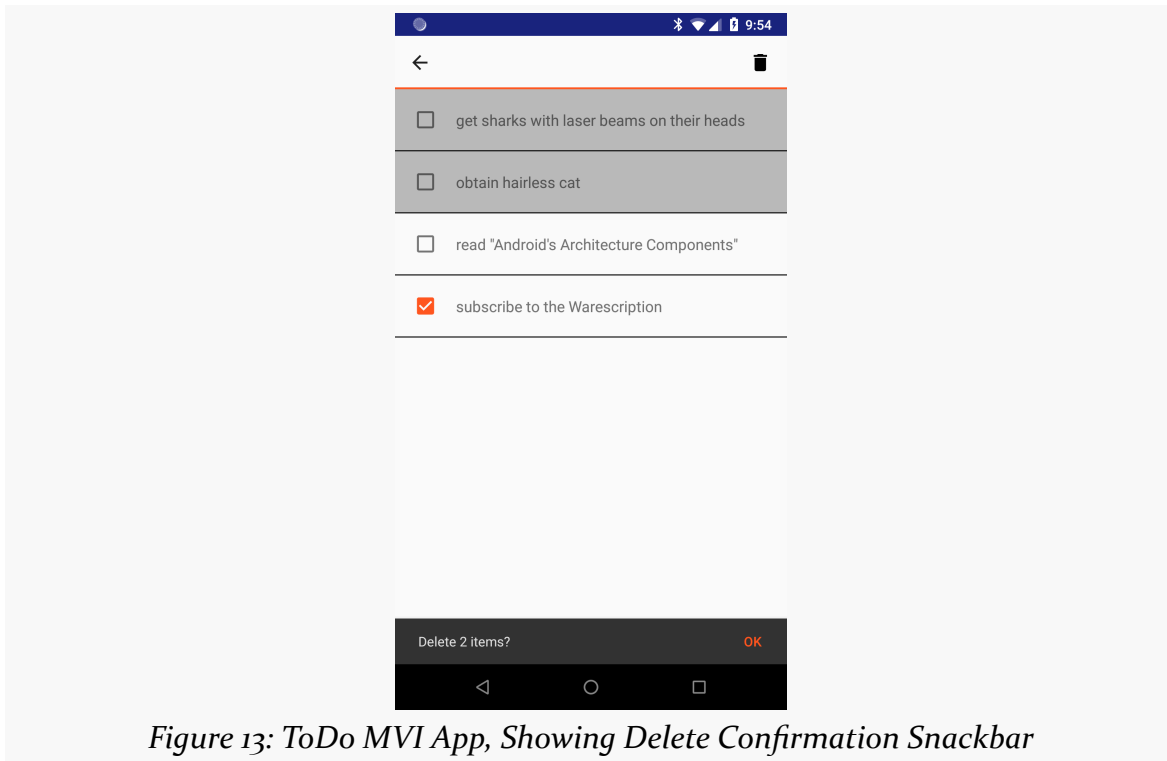 9:54
get sharks with laser beams on their heads
obtain hairless cat
read "Android's Architecture Components"
subscribe to the Warescription
Delete 2 items? OK
Figure 13: ToDo MVI App, Showing Delete Confirmation Snackbar